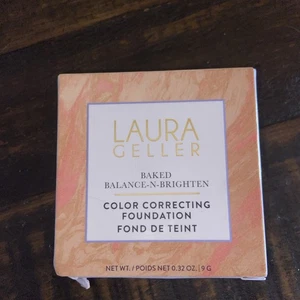 LAURA
GELLER
BAKED
BALANCE-N-BRIGHTEN
COLOR CORRECTING
FOUNDATION
FOND DE TEINT
NET WT. / POIDS NET 0.32 OZ. | 9 G